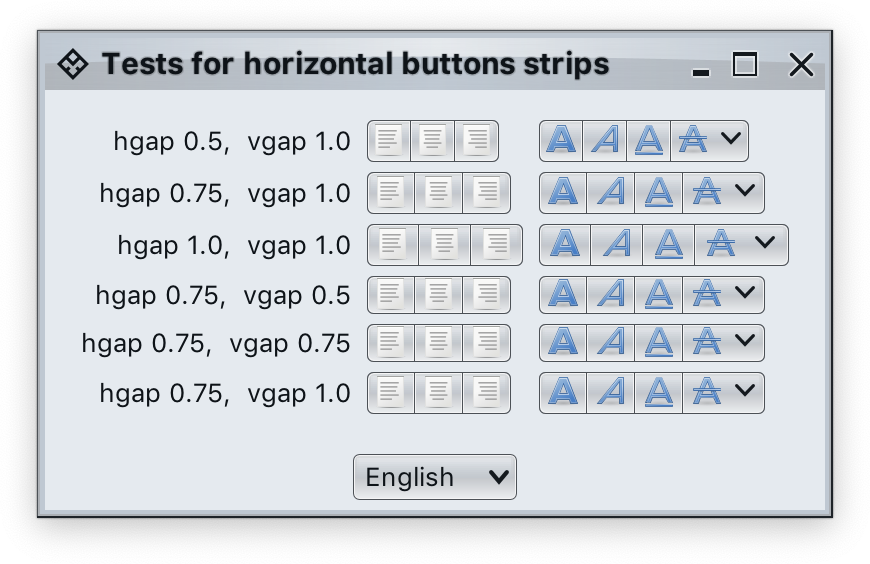 Tests for horizontal buttons strips
hgap 0.5, vgap 1.0
hgap 0.75, vgap 1.0
hgap 1.0, vgap 1.0
hgap 0.75, vgap 0.5
hgap 0.75, vgap 0.75
hgap 0.75, vgap 1.0
English